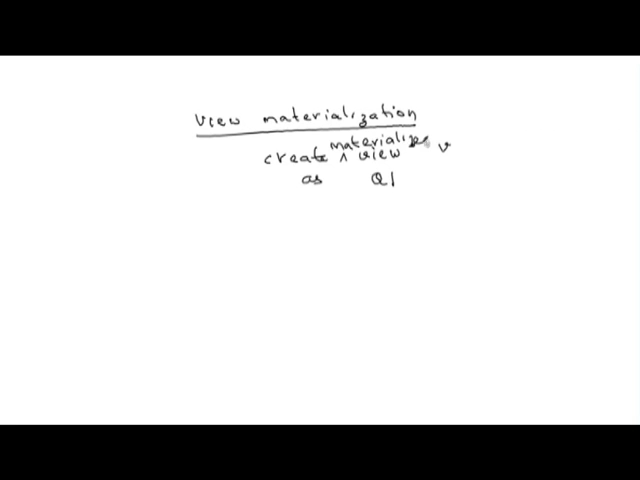 view materialization
create ^ materialize view v
as Q1